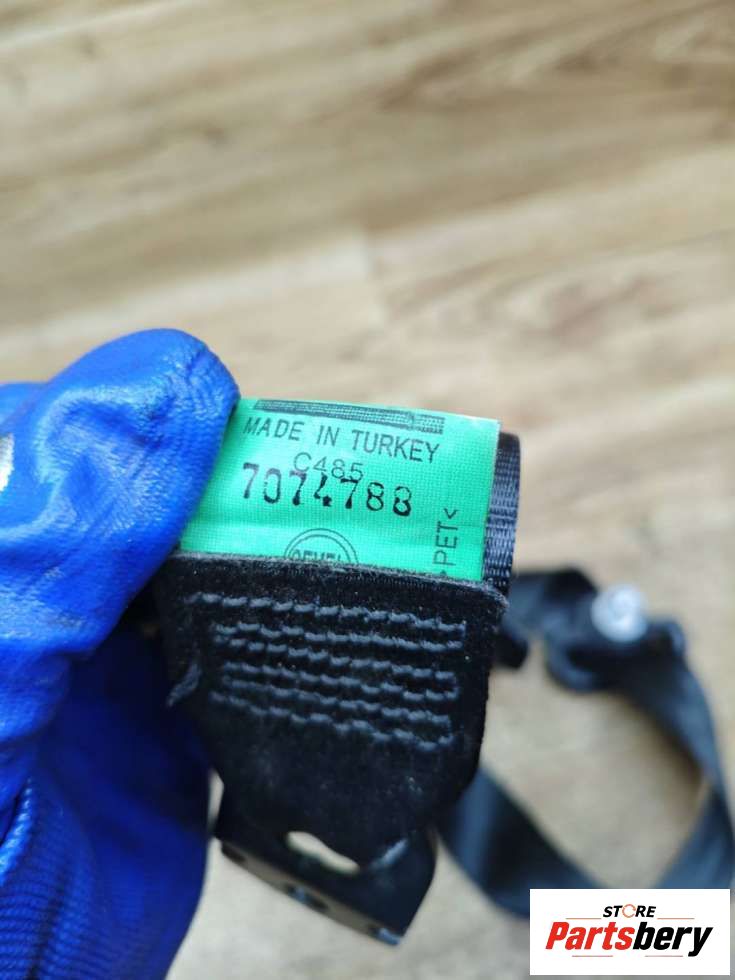 MADE IN TURKEY
C485
7074788
>PET<
STORE
Partsbery